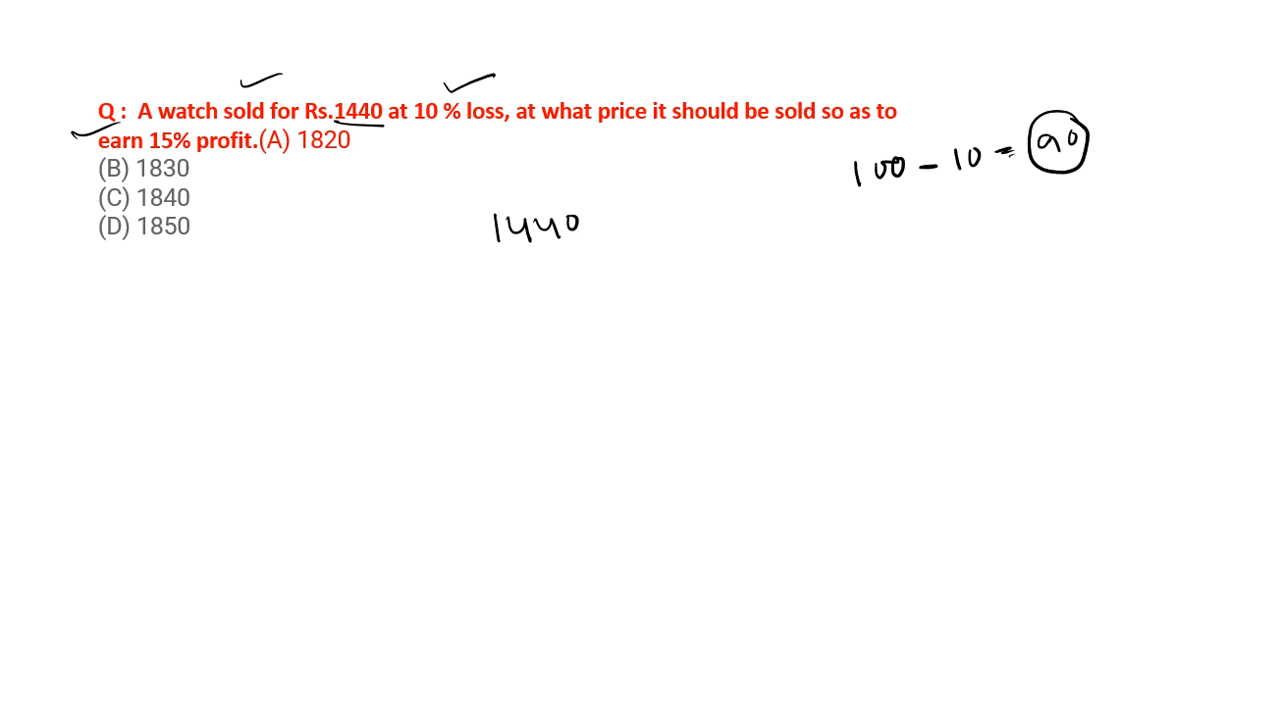 Q : A watch sold for Rs.1440 at 10 % loss, at what price it should be sold so as to
earn 15% profit.(A) 1820
(B) 1830
(C) 1840
(D) 1850
100 - 10 = 90
1440